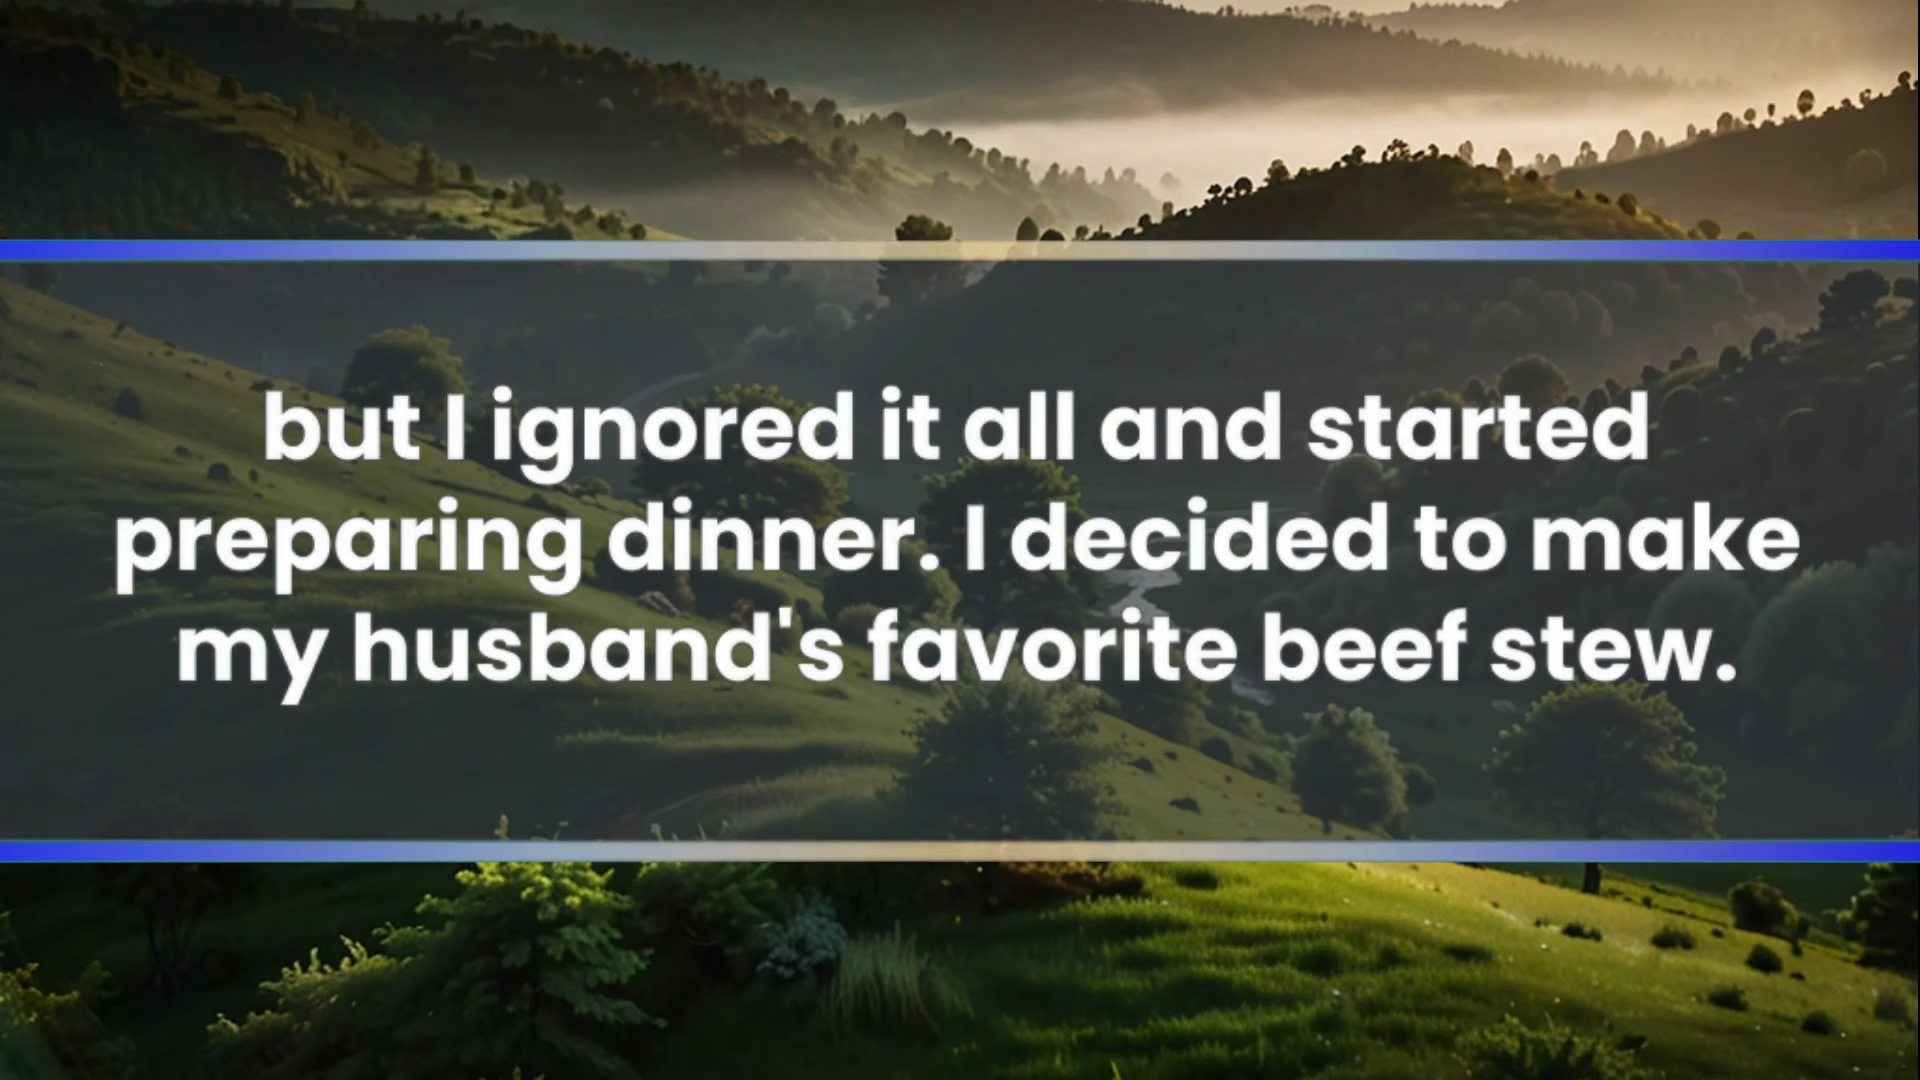 but I ignored it all and started
preparing dinner. I decided to make
my husband's favorite beef stew.